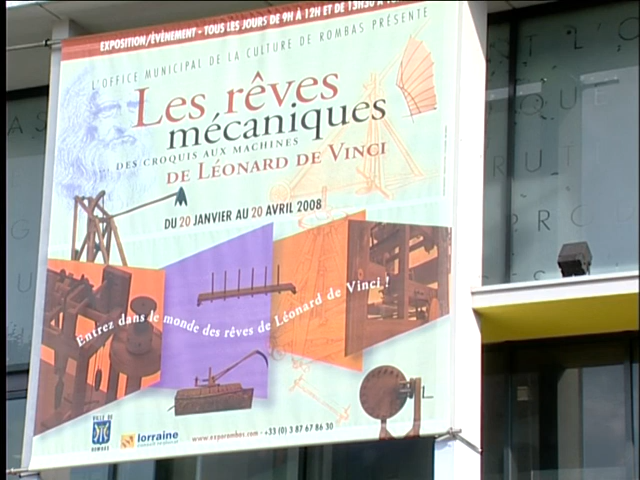 EXPOSITION/ÉVÈNEMENT - TOUS LES JOURS DE 9H À 12H ET DE 13H30 À
L'OFFICE MUNICIPAL DE LA CULTURE DE ROMBAS PRÉSENTE
Les rêves
mécaniques
DES CROQUIS AUX MACHINES
DE LÉONARD DE VINCI
DU 20 JANVIER AU 20 AVRIL 2008
Entrez dans le monde des rêves de Léonard de Vinci !
VILLE DE
ROMBAS
lorraine
www.exporombas.com - +33 (0) 3 87 67 86 30